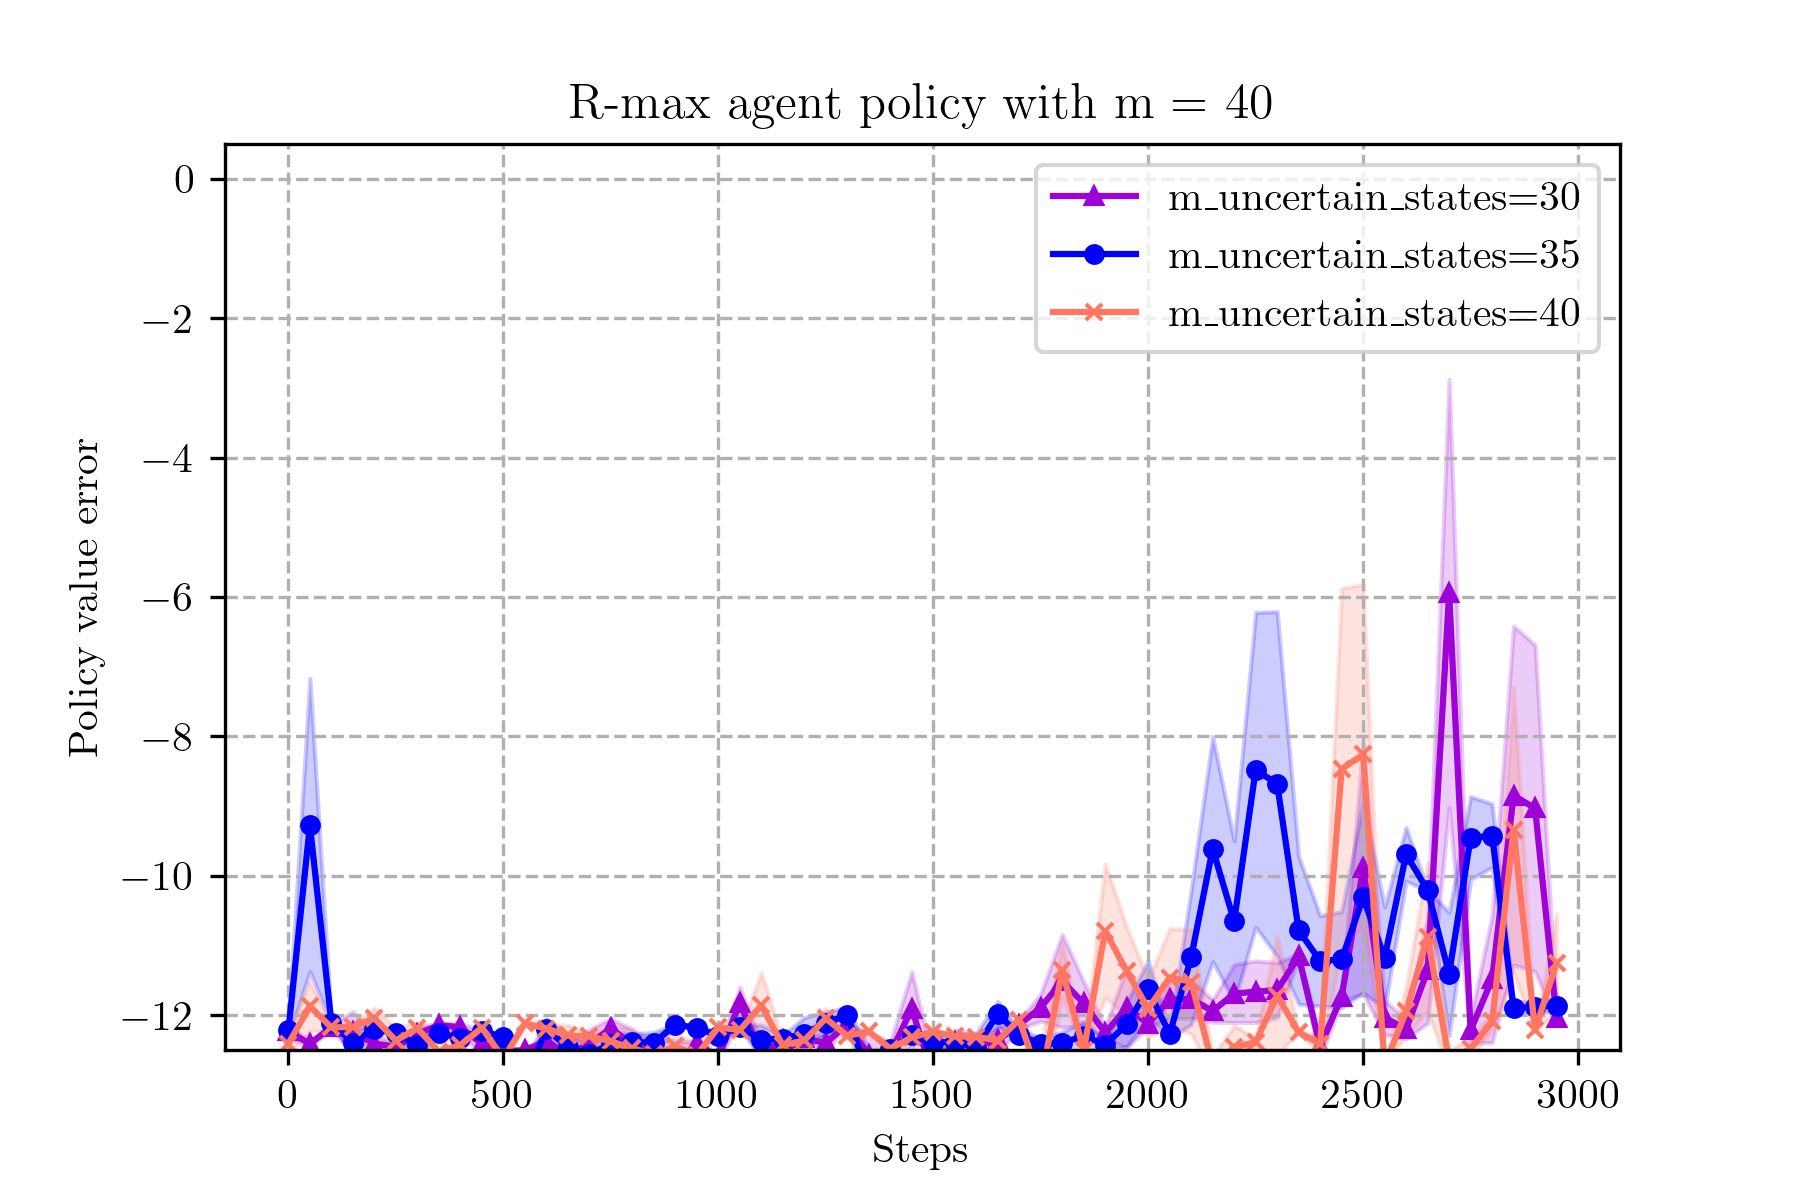 R-max agent policy with m = 40
m_uncertain_states=30
m_uncertain_states=35
m_uncertain_states=40
Policy value error
0
−2
−4
−6
−8
−10
−12
0 500 1000 1500 2000 2500 3000
Steps